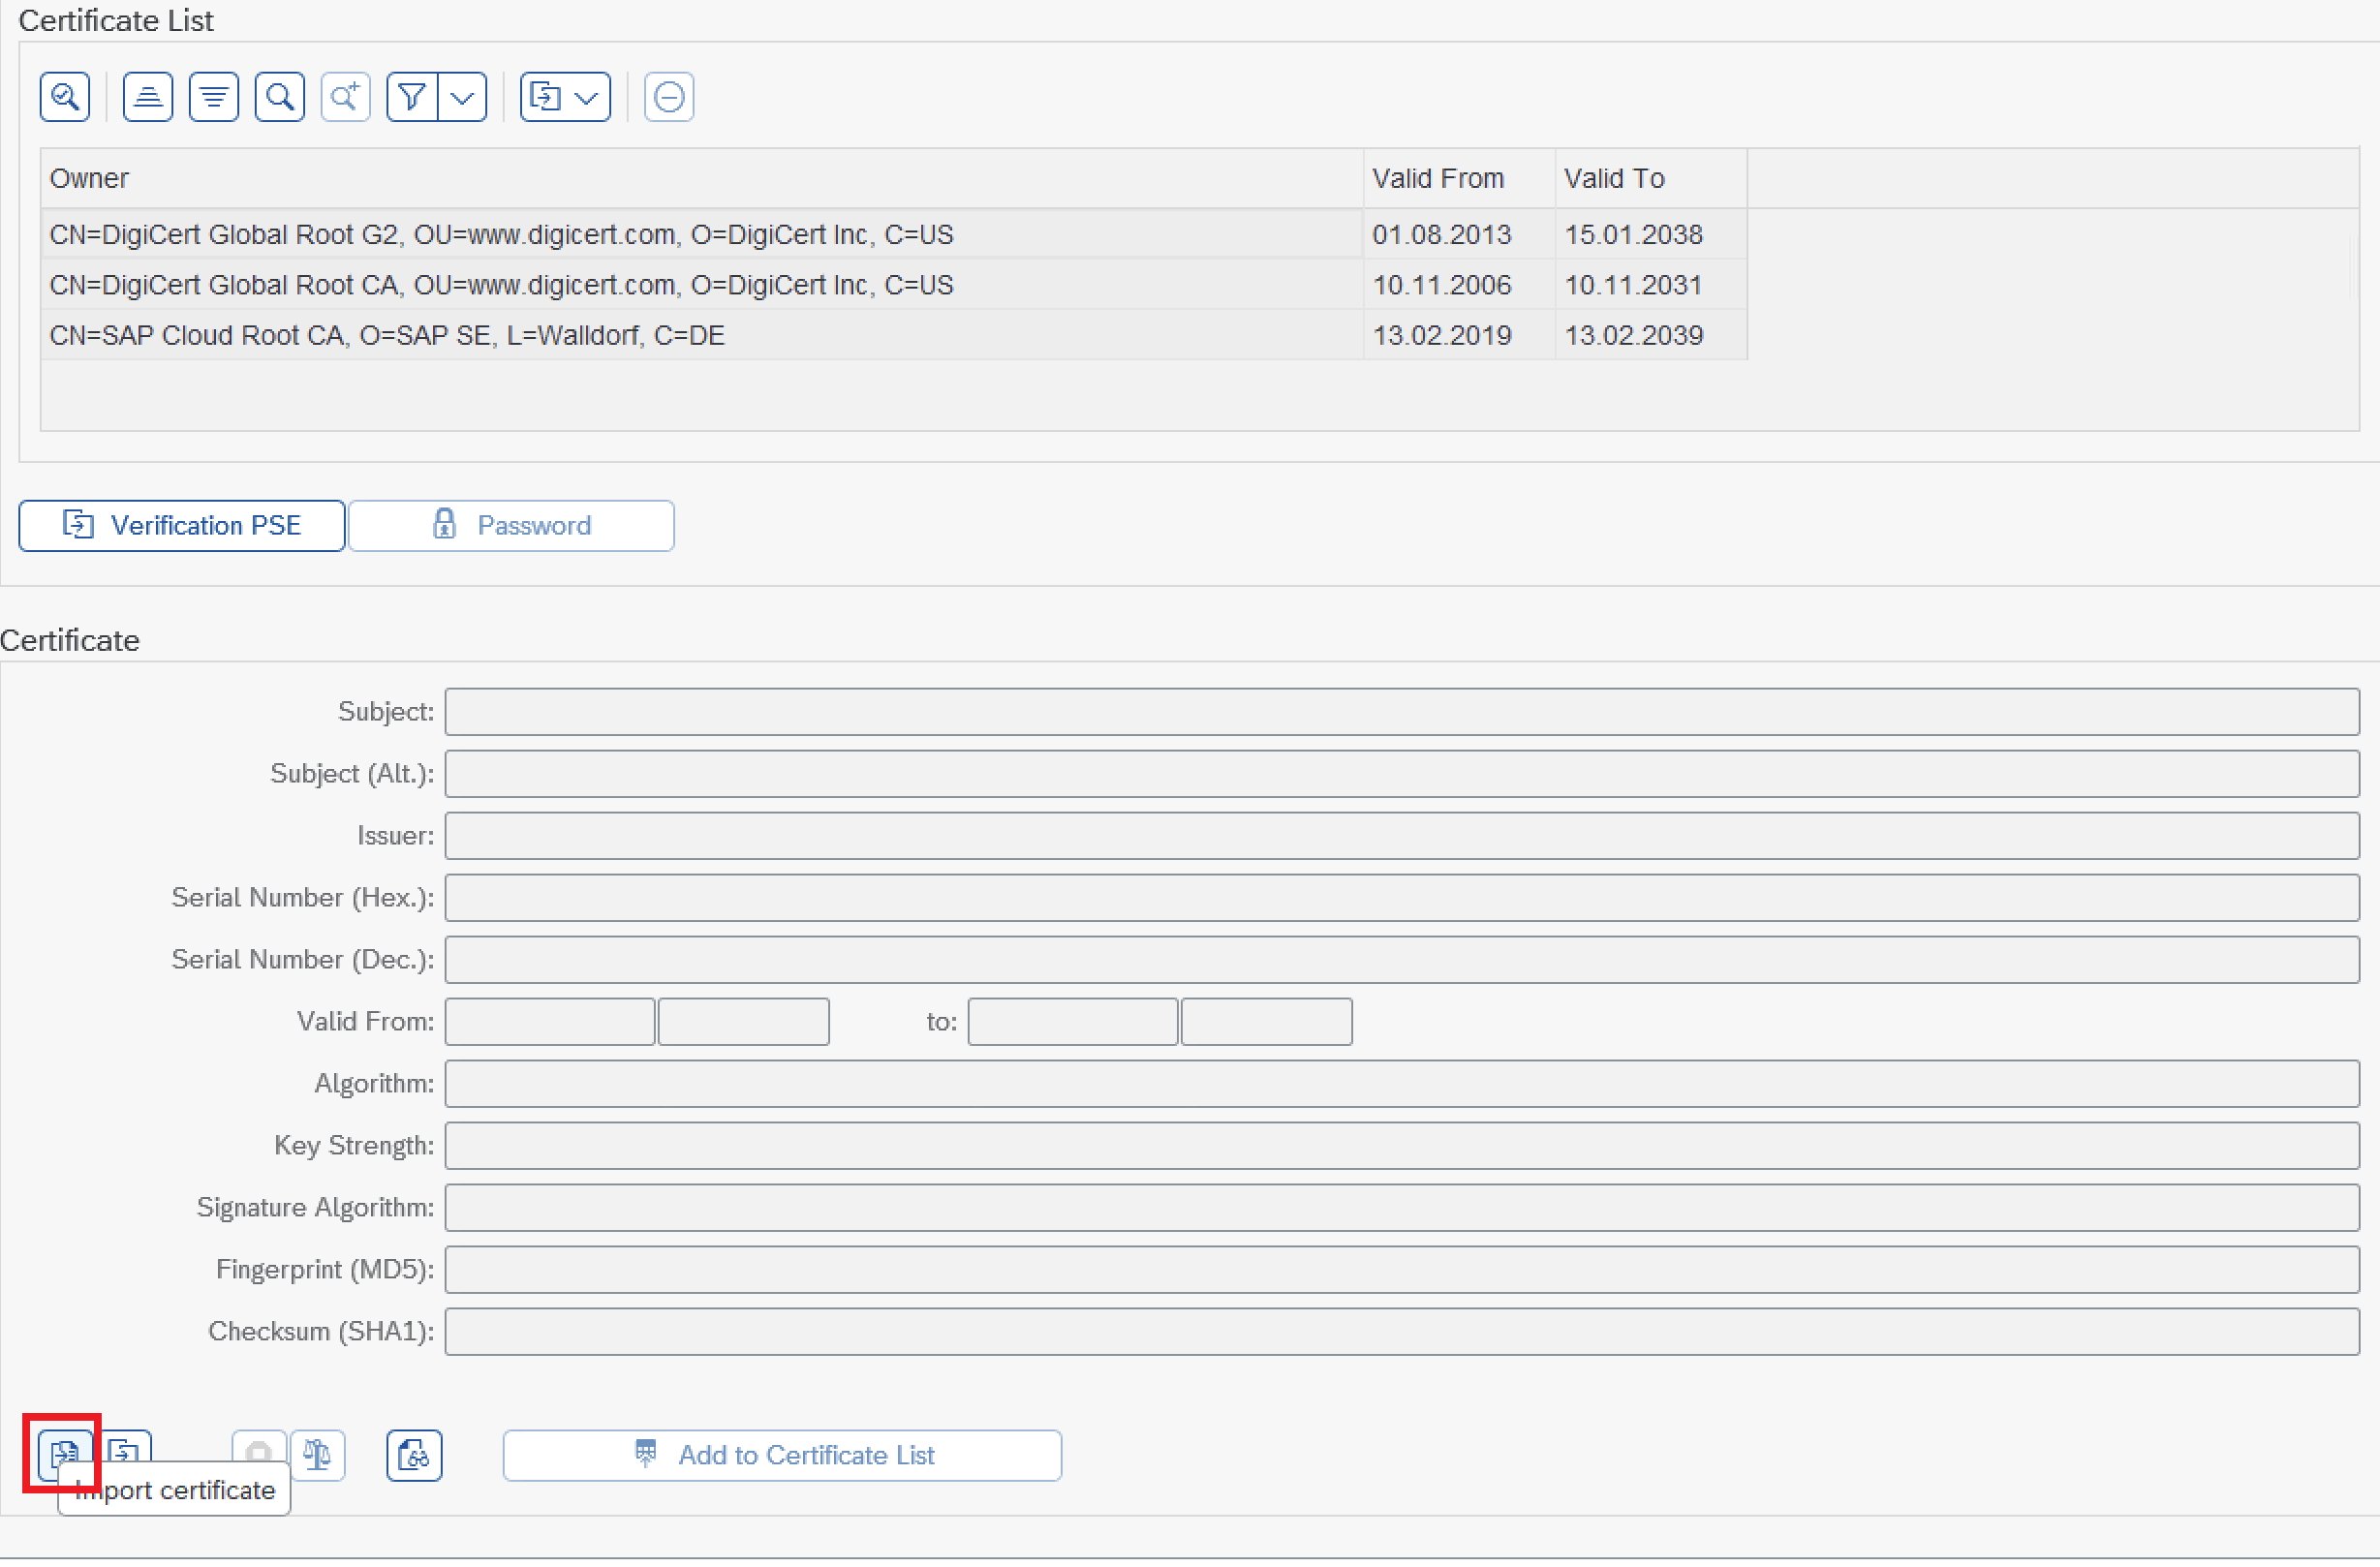 Certificate List
Owner Valid From Valid To
CN=DigiCert Global Root G2, OU=www.digicert.com, O=DigiCert Inc, C=US 01.08.2013 15.01.2038
CN=DigiCert Global Root CA, OU=www.digicert.com, O=DigiCert Inc, C=US 10.11.2006 10.11.2031
CN=SAP Cloud Root CA, O=SAP SE, L=Walldorf, C=DE 13.02.2019 13.02.2039
Verification PSE Password
Certificate
Subject:
Subject (Alt.):
Issuer:
Serial Number (Hex.):
Serial Number (Dec.):
Valid From: to:
Algorithm:
Key Strength:
Signature Algorithm:
Fingerprint (MD5):
Checksum (SHA1):
Add to Certificate List
Import certificate